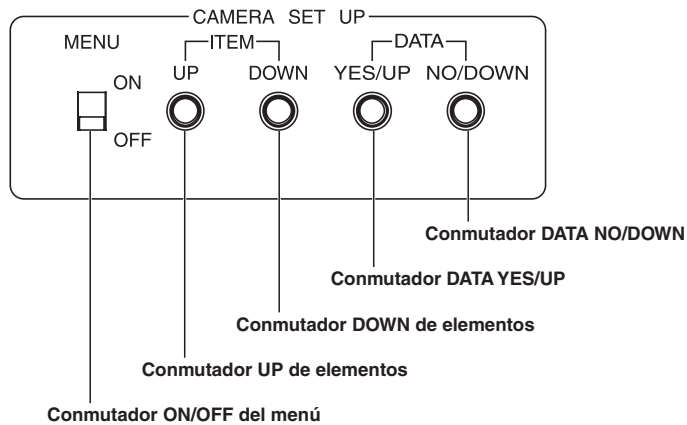 CAMERA SET UP
MENU
ITEM
DATA
UP
DOWN
YES/UP
NO/DOWN
ON
OFF
Conmutador DATA NO/DOWN
Conmutador DATA YES/UP
Conmutador DOWN de elementos
Conmutador UP de elementos
Conmutador ON/OFF del menú